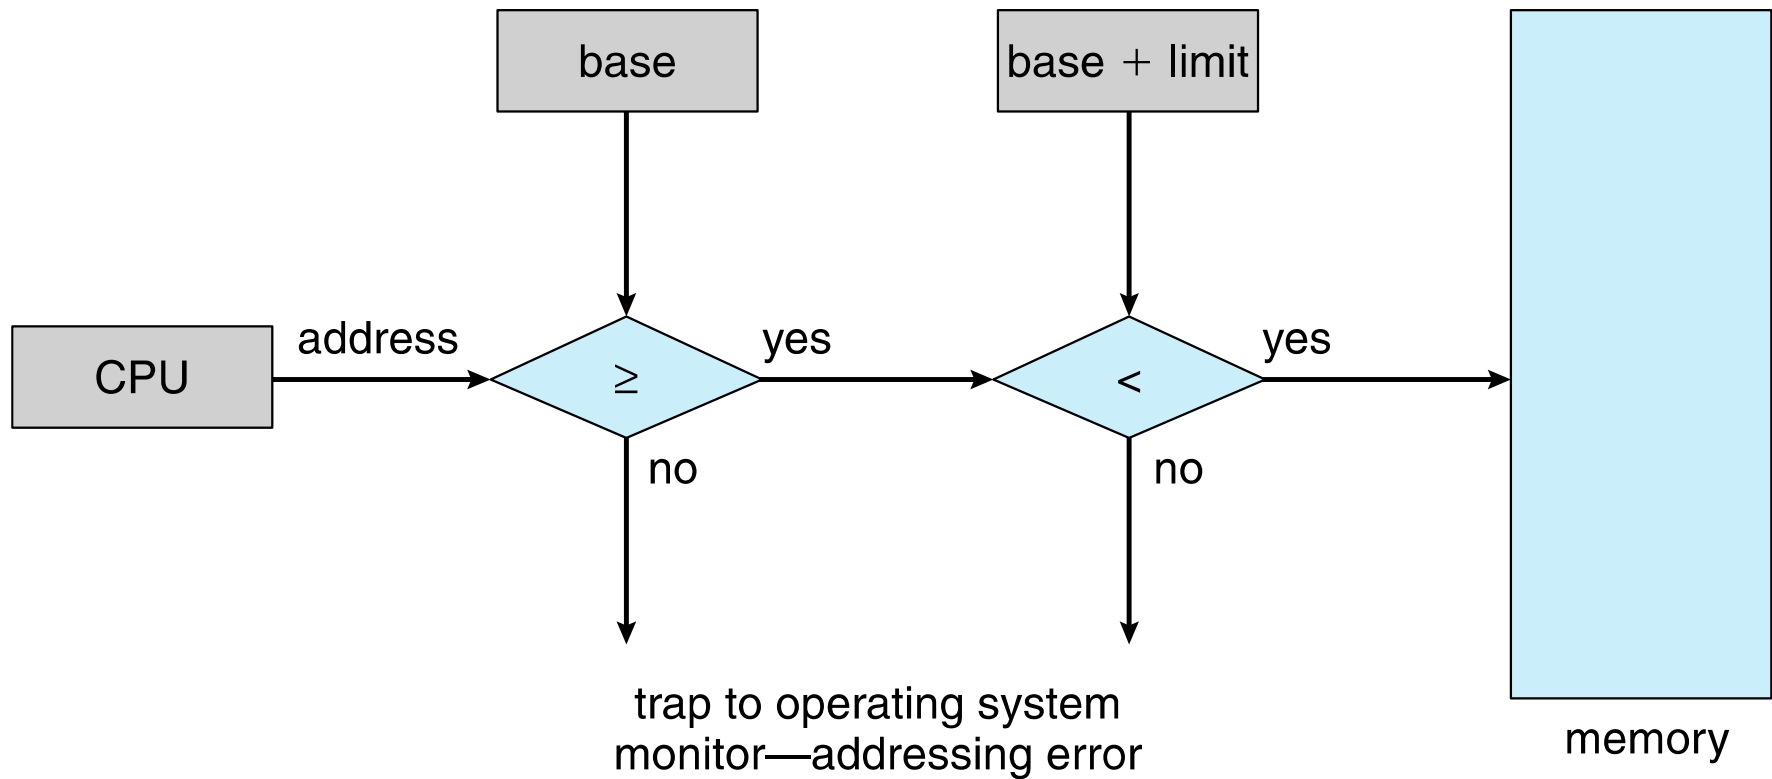 base
base + limit
CPU
address
≥
yes
<
yes
no
no
trap to operating system
monitor—addressing error
memory